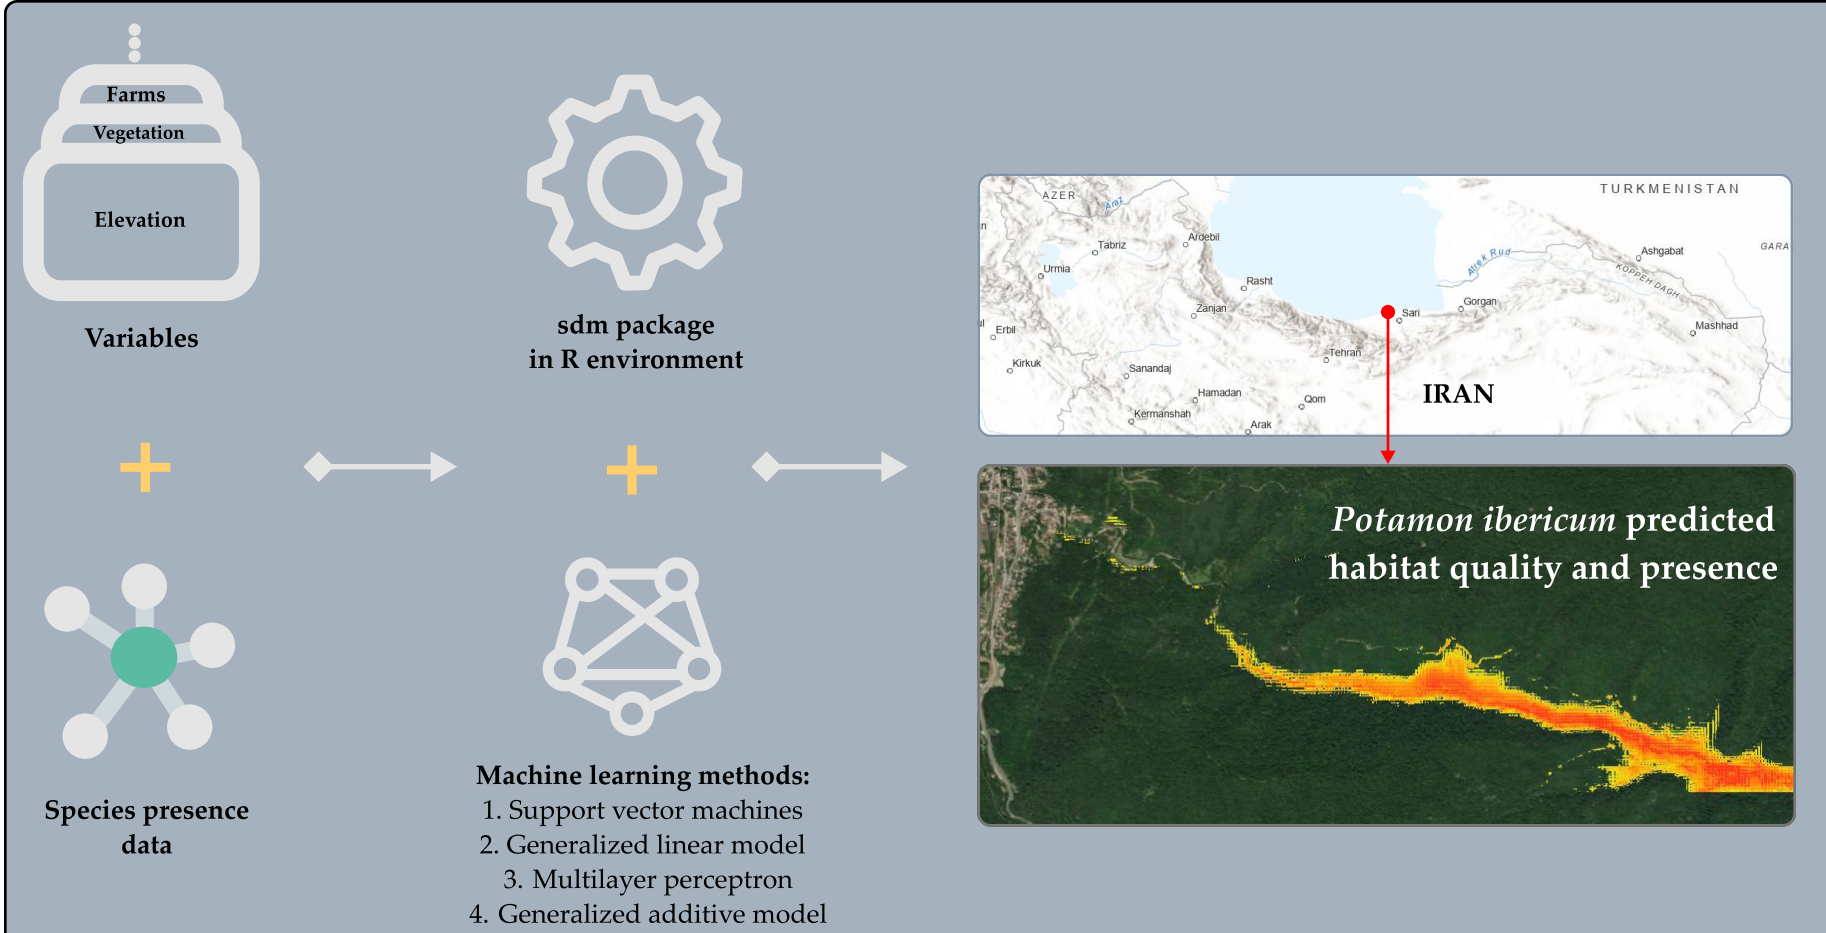 Farms
Vegetation
Elevation
Variables
Species presence
data
sdm package
in R environment
Machine learning methods:
1. Support vector machines
2. Generalized linear model
3. Multilayer perceptron
4. Generalized additive model
TURKMENISTAN
AZER
Araz
Ardebil
Tabriz
Urmia
Rasht
Zanjan
Erbil
Kirkuk
Sanandaj
Hamadan
Kermanshah
Arak
Qom
Tehran
Sari
Gorgan
Atrek Rud
Ashgabat
GARA
KOPPEH DAGH
Mashhad
IRAN
Potamon ibericum predicted
habitat quality and presence